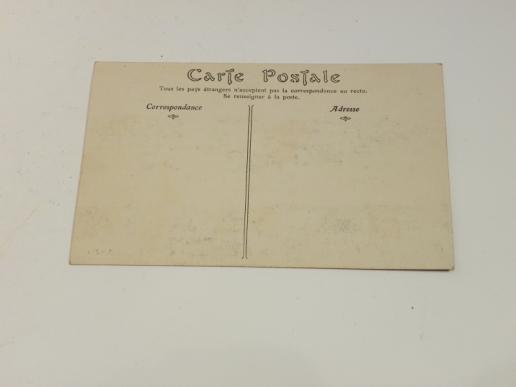 Carte Postale
Tous les pays étrangers n'acceptent pas la correspondance au recto.
Se renseigner à la poste.
Correspondance
Adresse